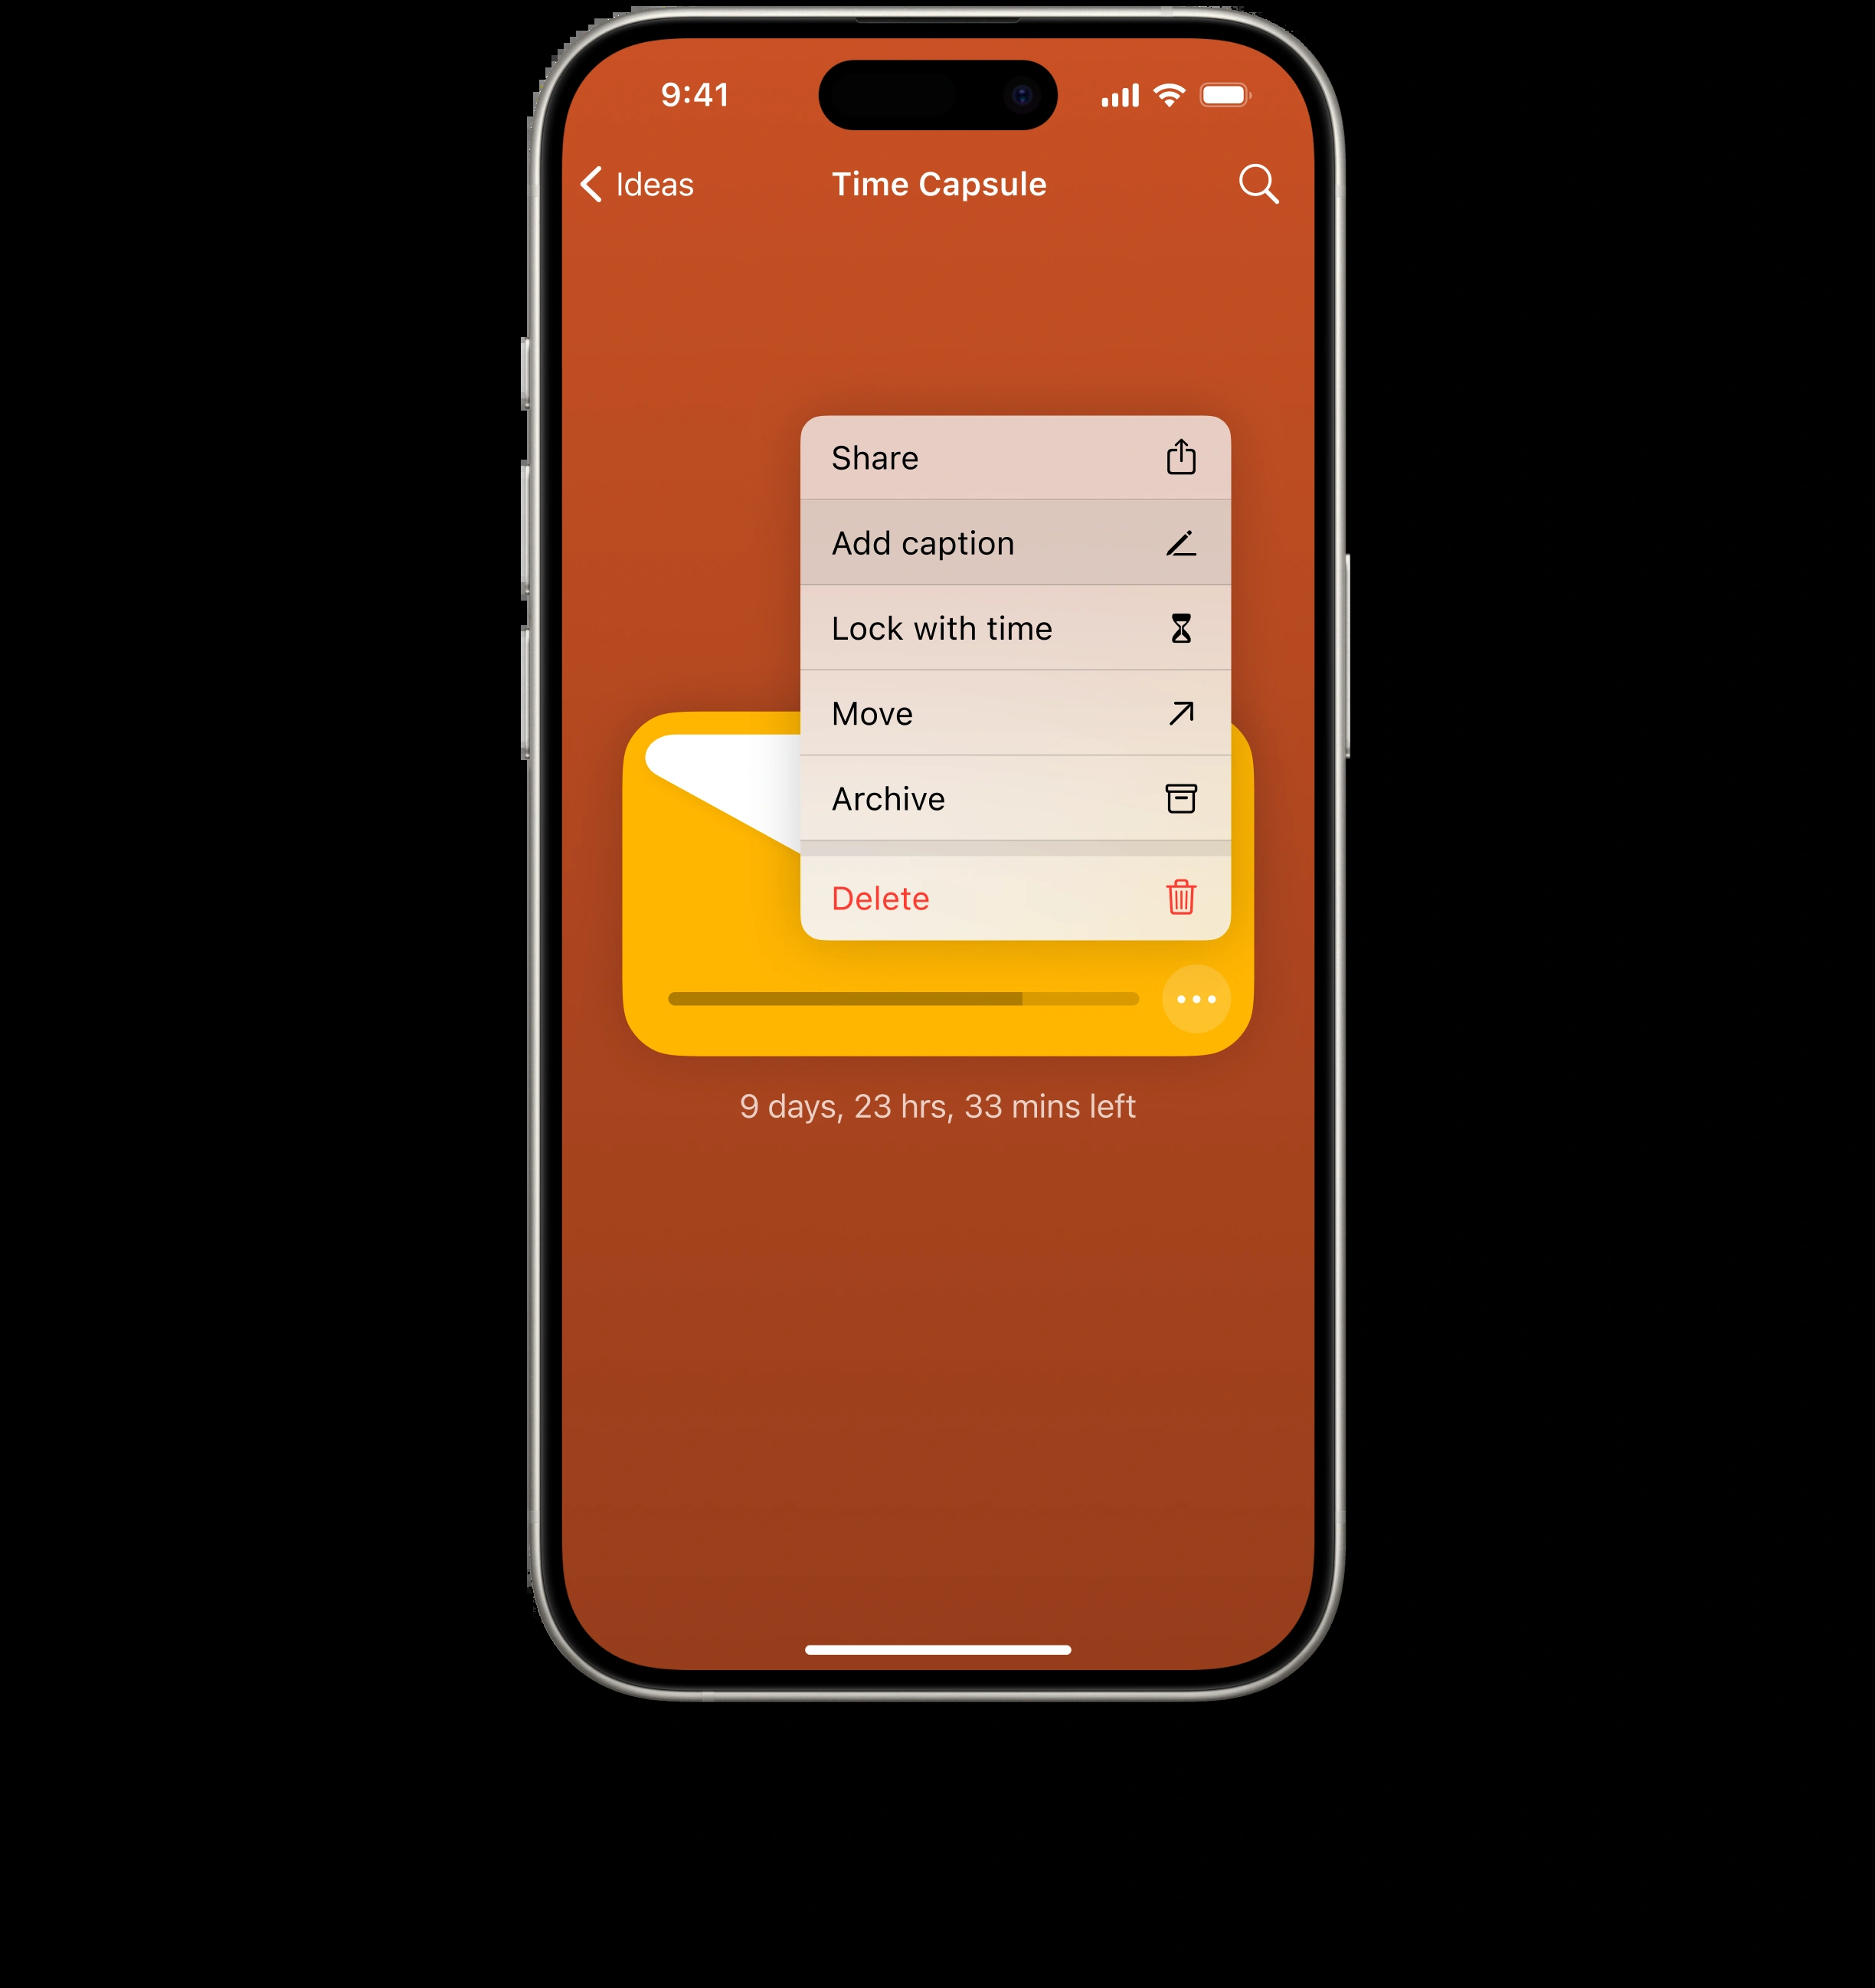 9:41
Ideas
Time Capsule
Share
Add caption
Lock with time
Move
Archive
Delete
9 days, 23 hrs, 33 mins left